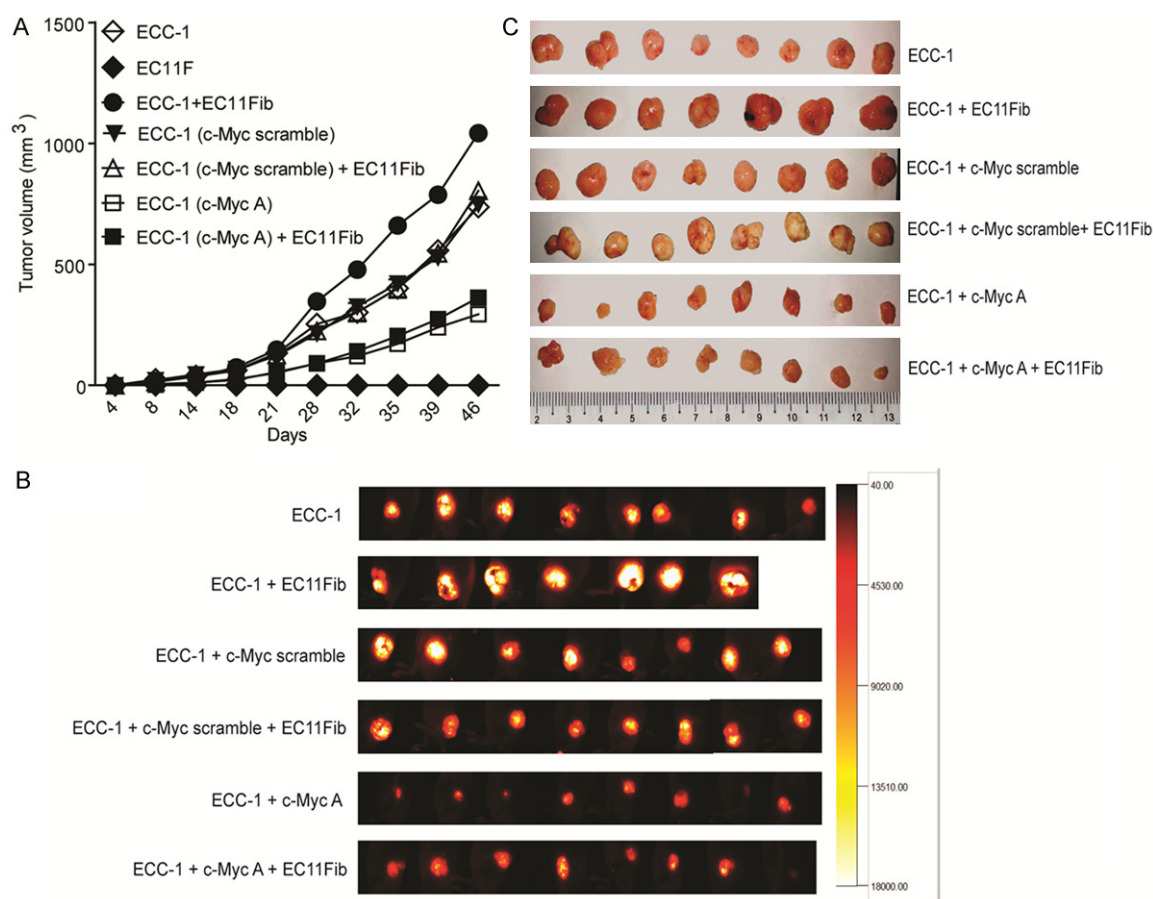 A
1500
1000
500
0
Tumor volume (mm 3 )
ECC-1
EC11F
ECC-1+EC11Fib
ECC-1 (c-Myc scramble)
ECC-1 (c-Myc scramble) + EC11Fib
ECC-1 (c-Myc A)
ECC-1 (c-Myc A) + EC11Fib
4 8 14 18 21 28 32 35 39 46
Days
C
ECC-1
ECC-1 + EC11Fib
ECC-1 + c-Myc scramble
ECC-1 + c-Myc scramble+ EC11Fib
ECC-1 + c-Myc A
ECC-1 + c-Myc A + EC11Fib
2 3 4 5 6 7 8 9 10 11 12 13
B
ECC-1
ECC-1 + EC11Fib
ECC-1 + c-Myc scramble
ECC-1 + c-Myc scramble + EC11Fib
ECC-1 + c-Myc A
ECC-1 + c-Myc A + EC11Fib
40.00
4530.00
9020.00
13510.00
18000.00